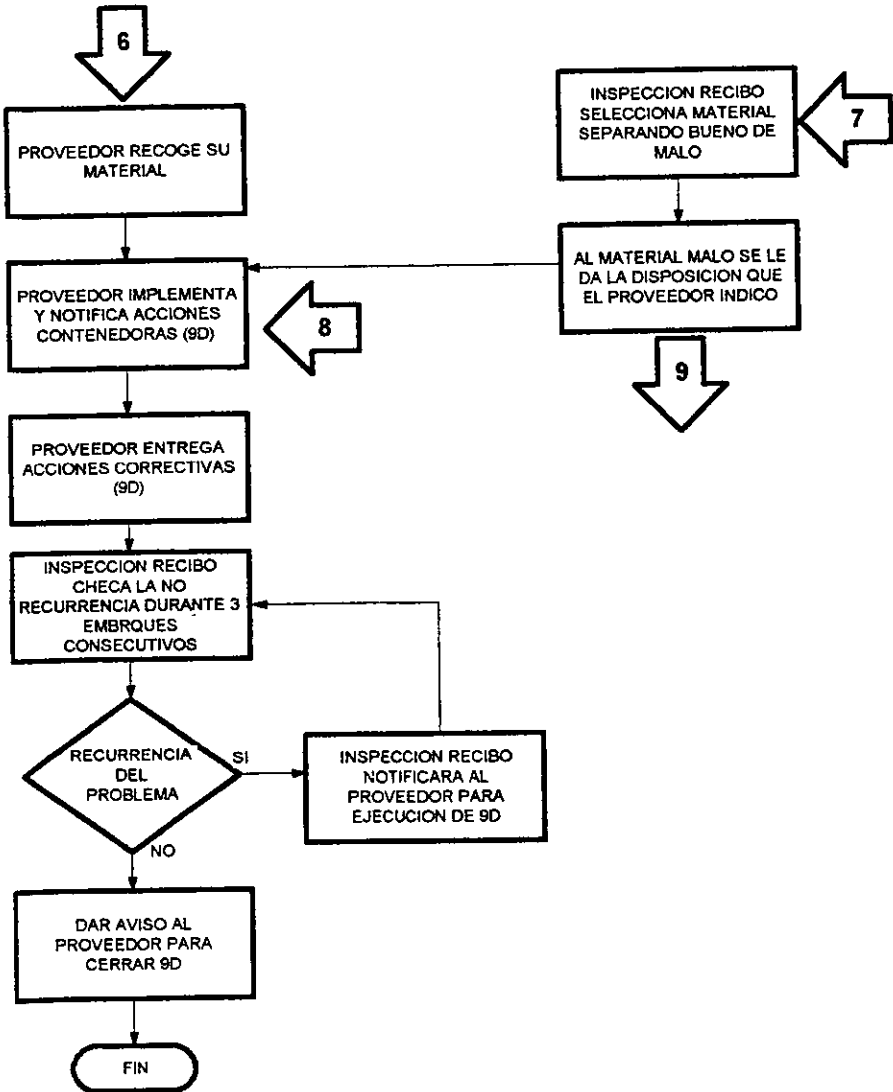 6
PROVEEDOR RECOGE SU
MATERIAL
INSPECCION RECIBO
SELECCIONA MATERIAL
SEPARANDO BUENO DE
MALO
7
PROVEEDOR IMPLEMENTA
Y NOTIFICA ACCIONES
CONTENEDORAS (9D)
8
AL MATERIAL MALO SE LE
DA LA DISPOSICION QUE
EL PROVEEDOR INDICO
9
PROVEEDOR ENTREGA
ACCIONES CORRECTIVAS
(9D)
INSPECCION RECIBO
CHECA LA NO
RECURRENCIA DURANTE 3
EMBRQUES
CONSECUTIVOS
RECURRENCIA
DEL
PROBLEMA
SI
INSPECCION RECIBO
NOTIFICARA AL
PROVEEDOR PARA
EJECUCION DE 9D
NO
DAR AVISO AL
PROVEEDOR PARA
CERRAR 9D
FIN